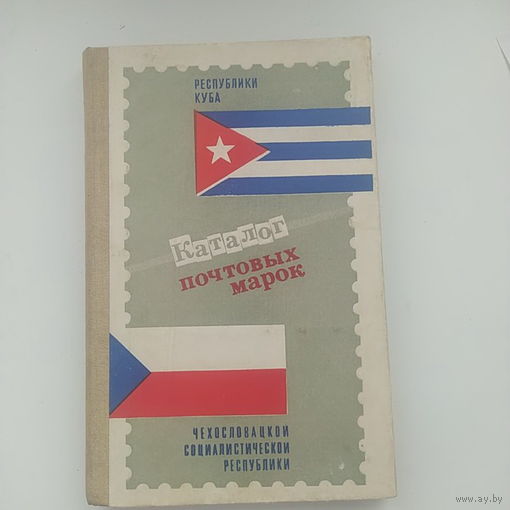 РЕСПУБЛИКИ
КУБА
Каталог
почтовых
марок
ЧЕХОСЛОВАЦКОЙ
СОЦИАЛИСТИЧЕСКОЙ
РЕСПУБЛИКИ
www.ay.by